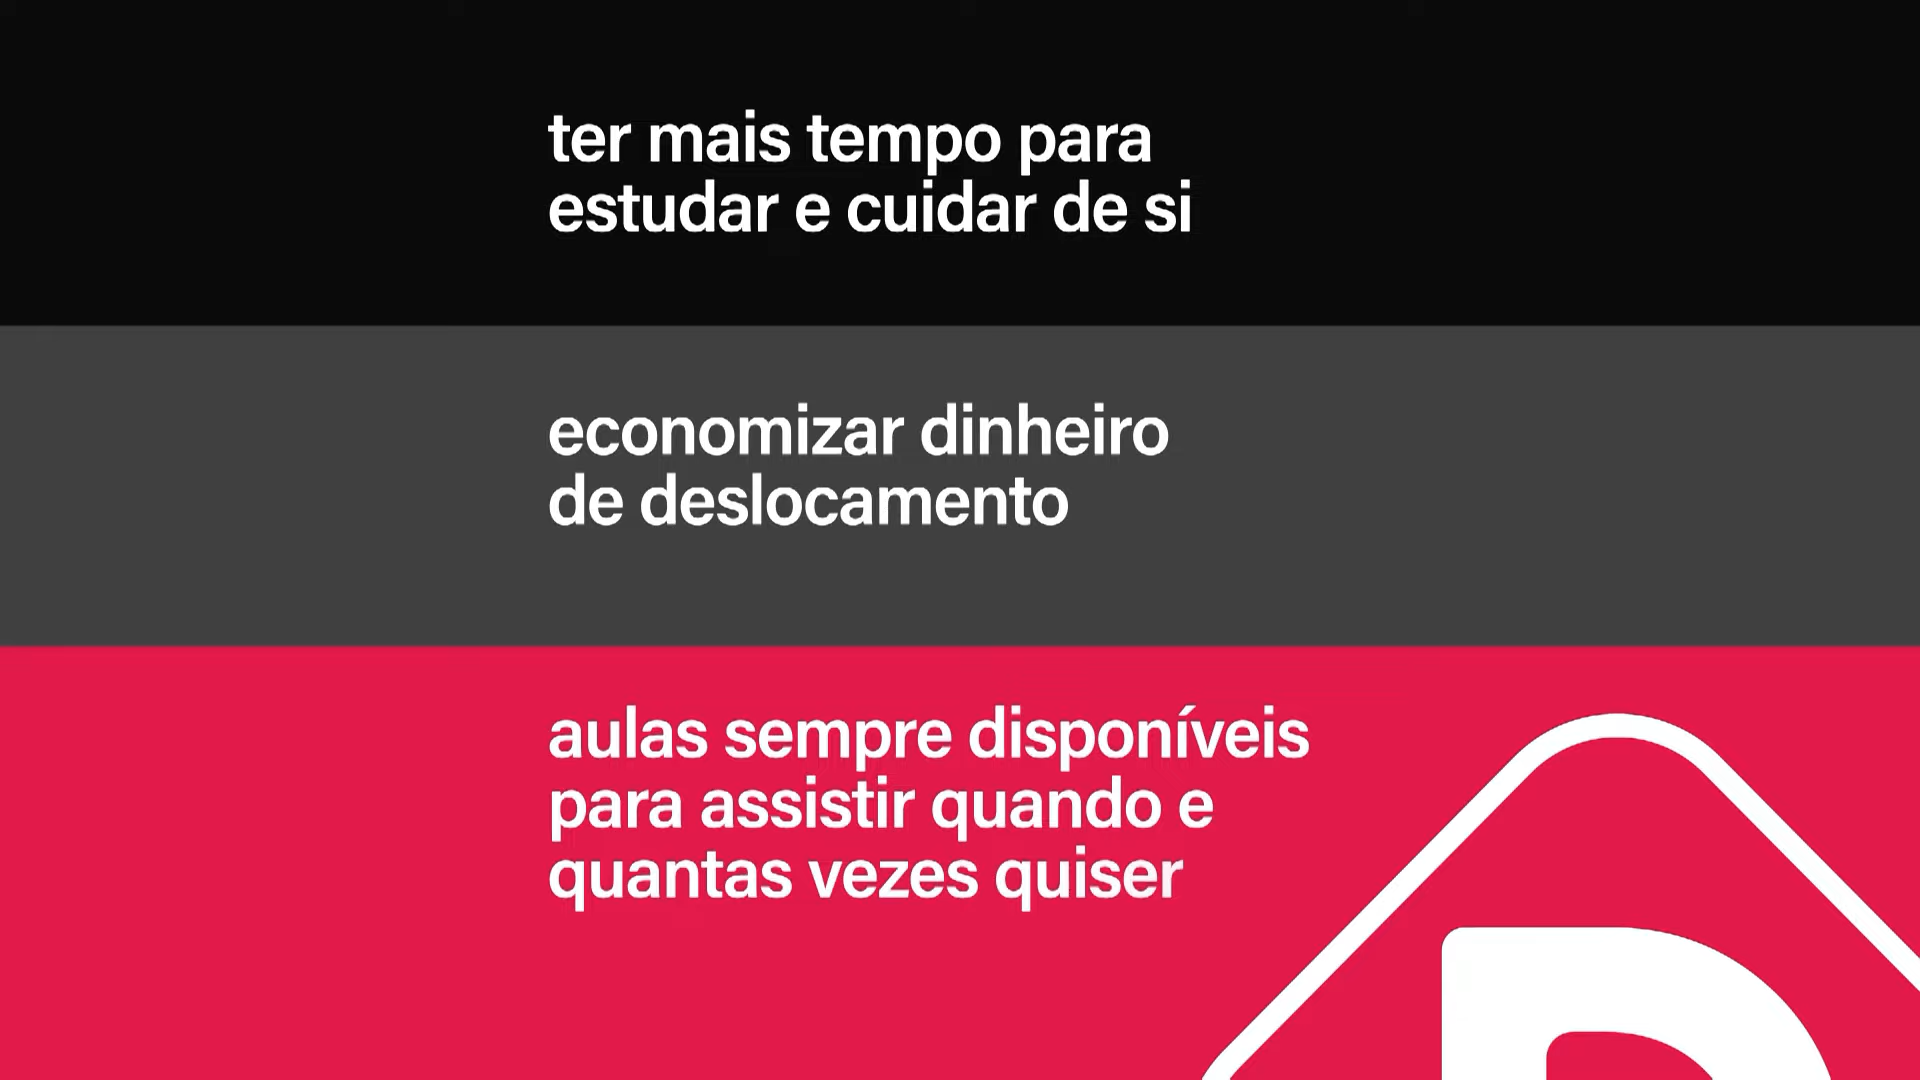 ter mais tempo para
estudar e cuidar de si
economizar dinheiro
de deslocamento
aulas sempre disponíveis
para assistir quando e
quantas vezes quiser